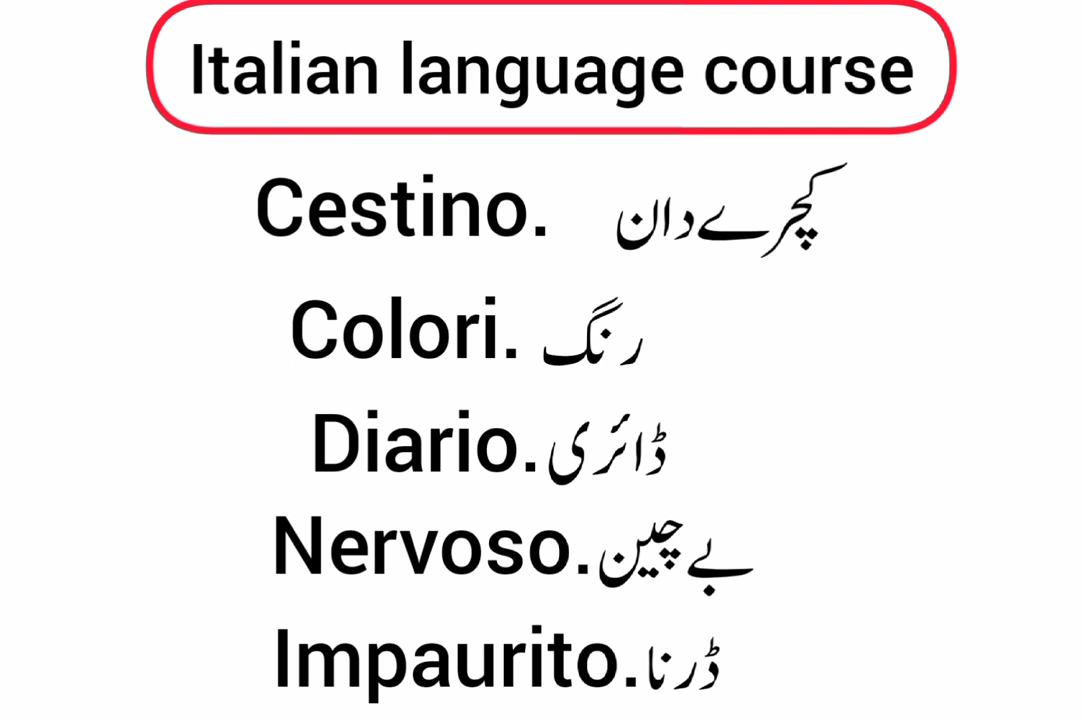 Italian language course
Cestino. کچرے دان
Colori. رنگ
Diario. ڈائری
Nervoso. بے چین
Impaurito. ڈرنا